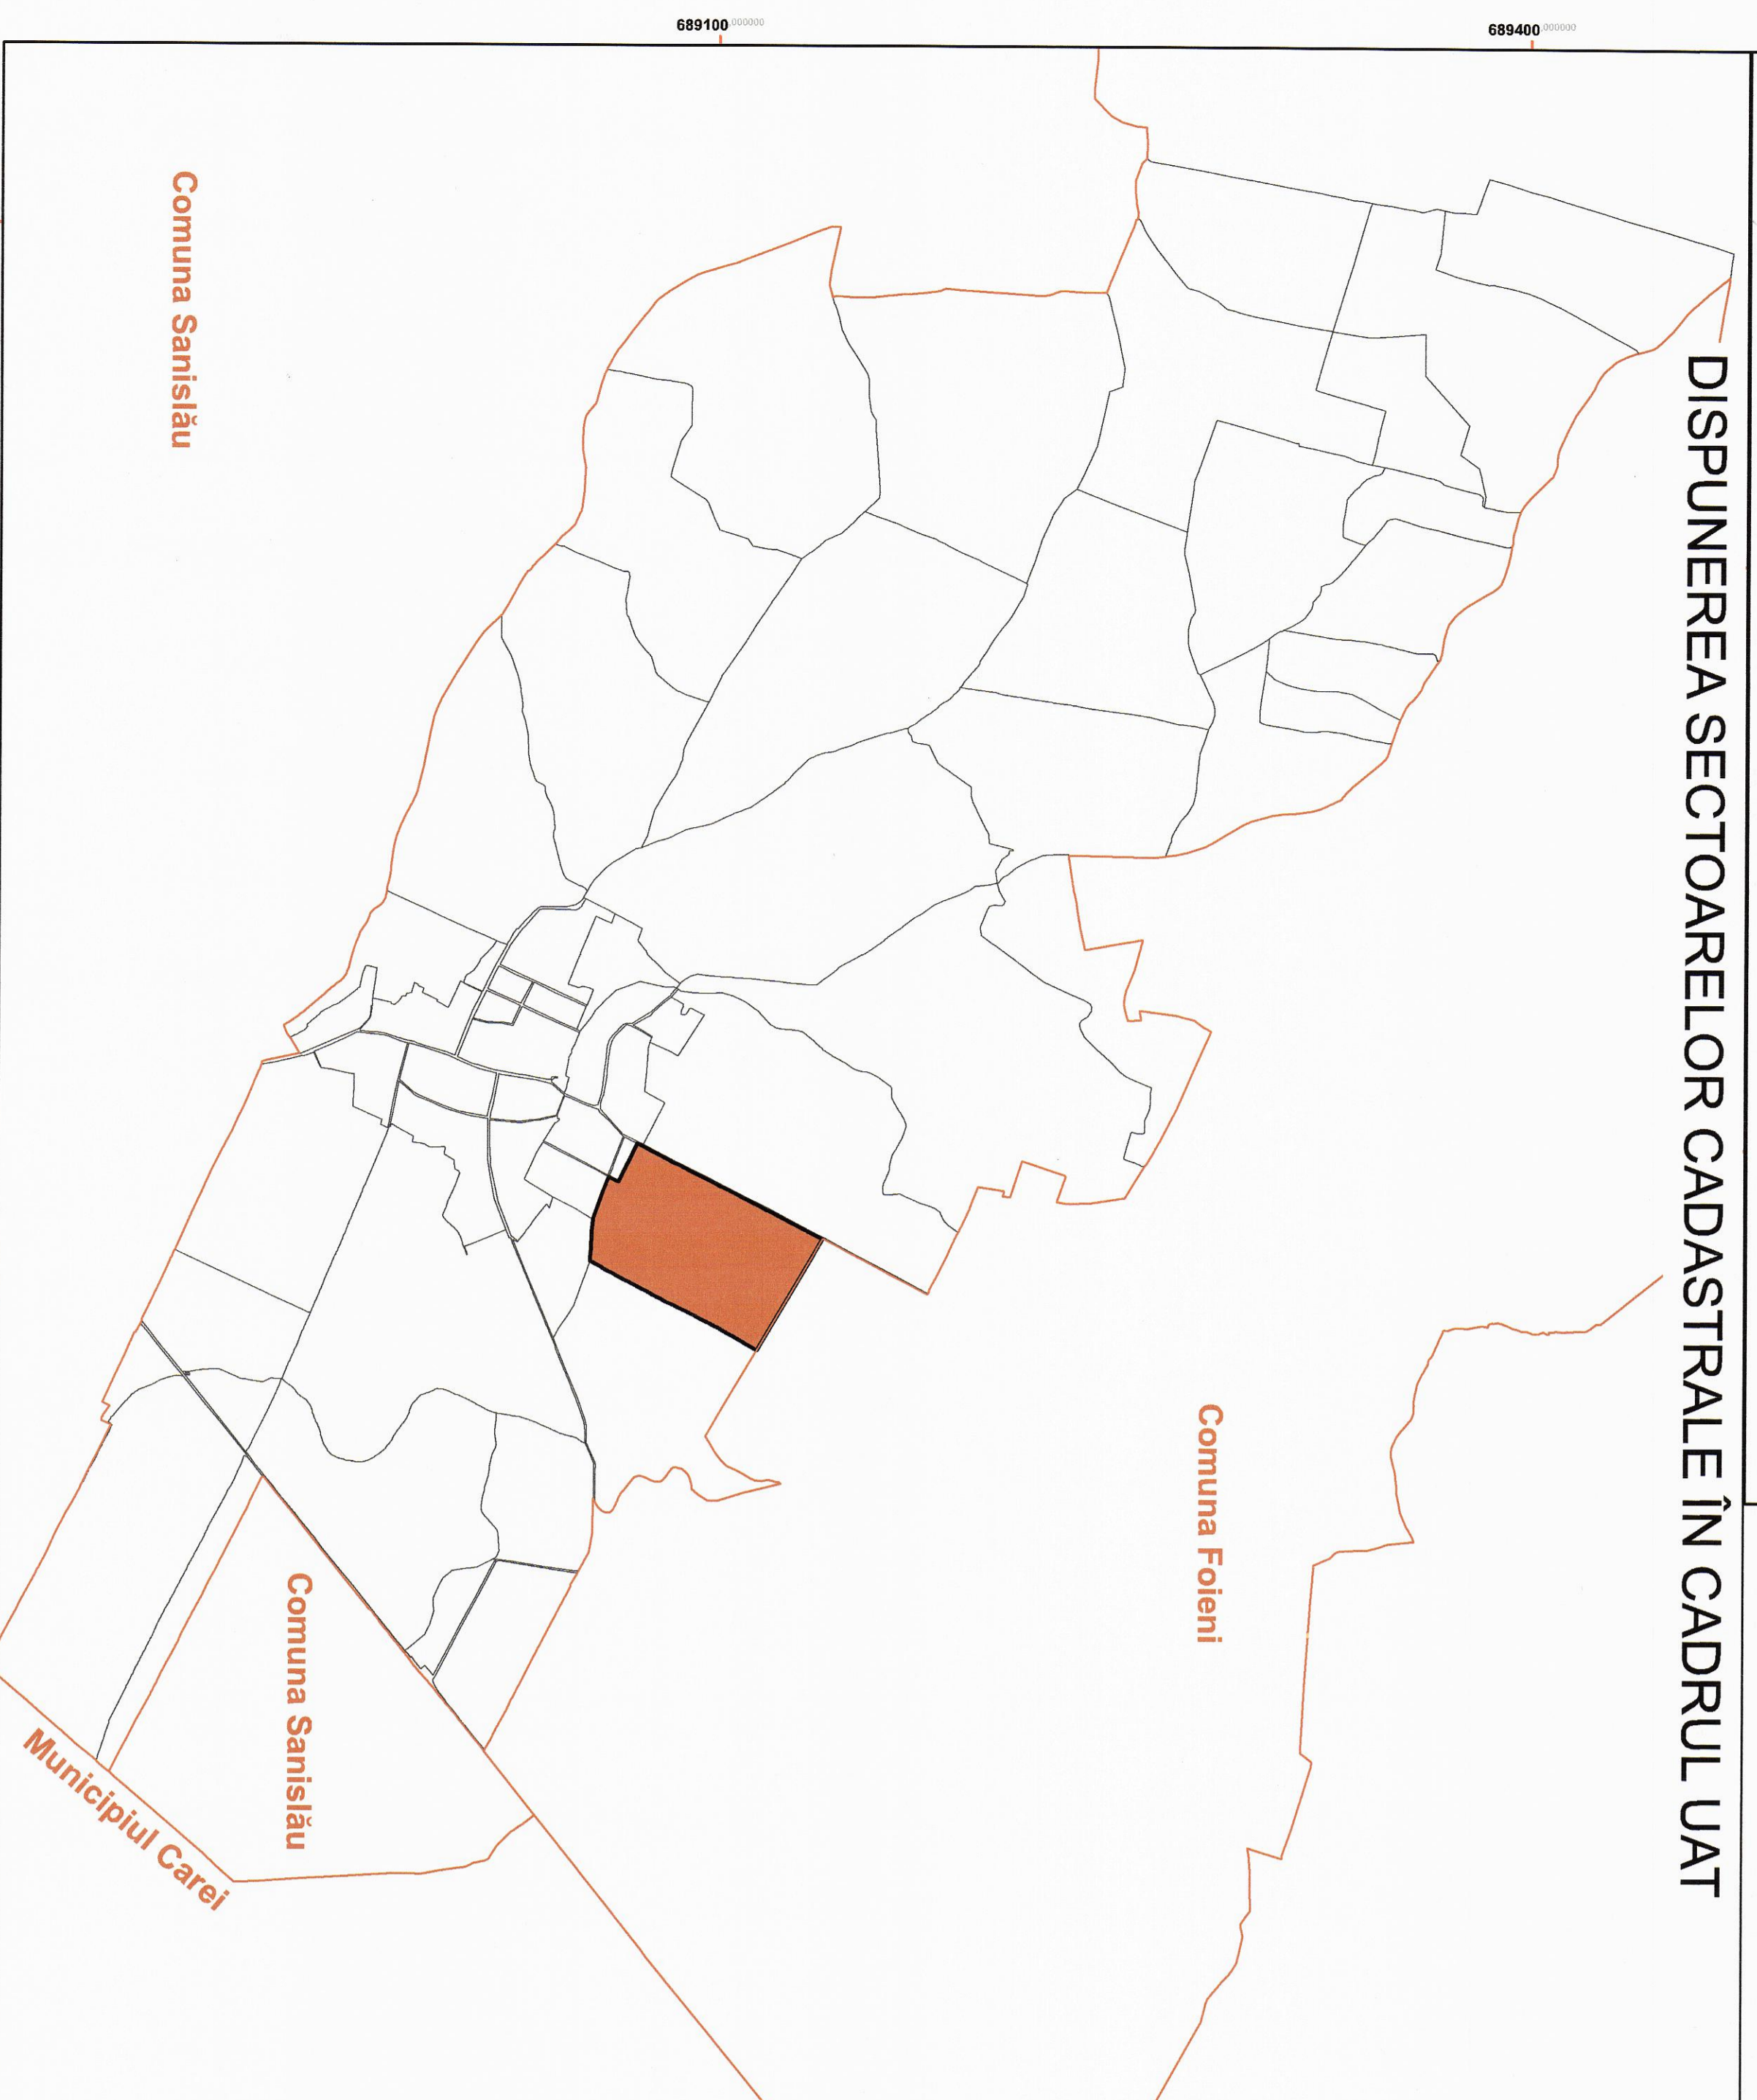 DISPUNEREA SECTOARELOR CADASTRALE ÎN CADRUL UAT
689100,000000
689400,000000
Comuna Sanislău
Comuna Foieni
Comuna Sanislău
Municipiul Carei